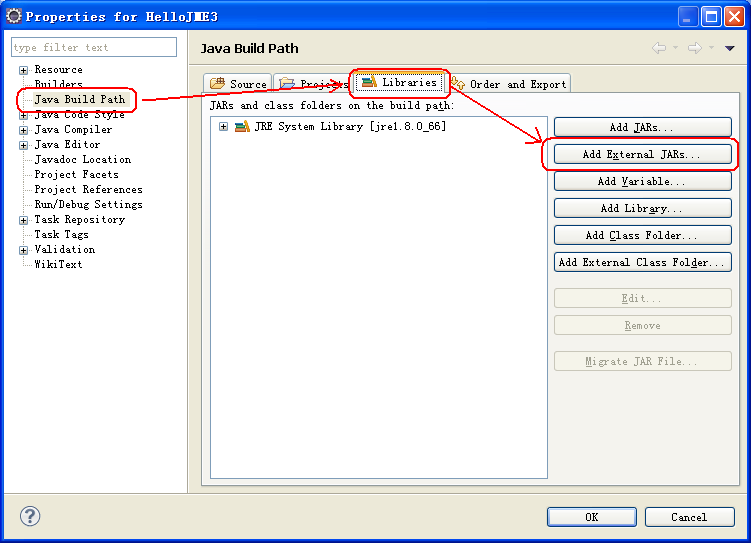 Properties for HelloJME3
type filter text
Resource
Builders
Java Build Path
Java Code Style
Java Compiler
Java Editor
Javadoc Location
Project Facets
Project References
Run/Debug Settings
Task Repository
Task Tags
Validation
WikiText
Java Build Path
Source Projects Libraries Order and Export
JARs and class folders on the build path:
JRE System Library [jre1.8.0_66]
Add JARs...
Add External JARs...
Add Variable...
Add Library...
Add Class Folder...
Add External Class Folder...
Edit...
Remove
Migrate JAR File...
OK Cancel